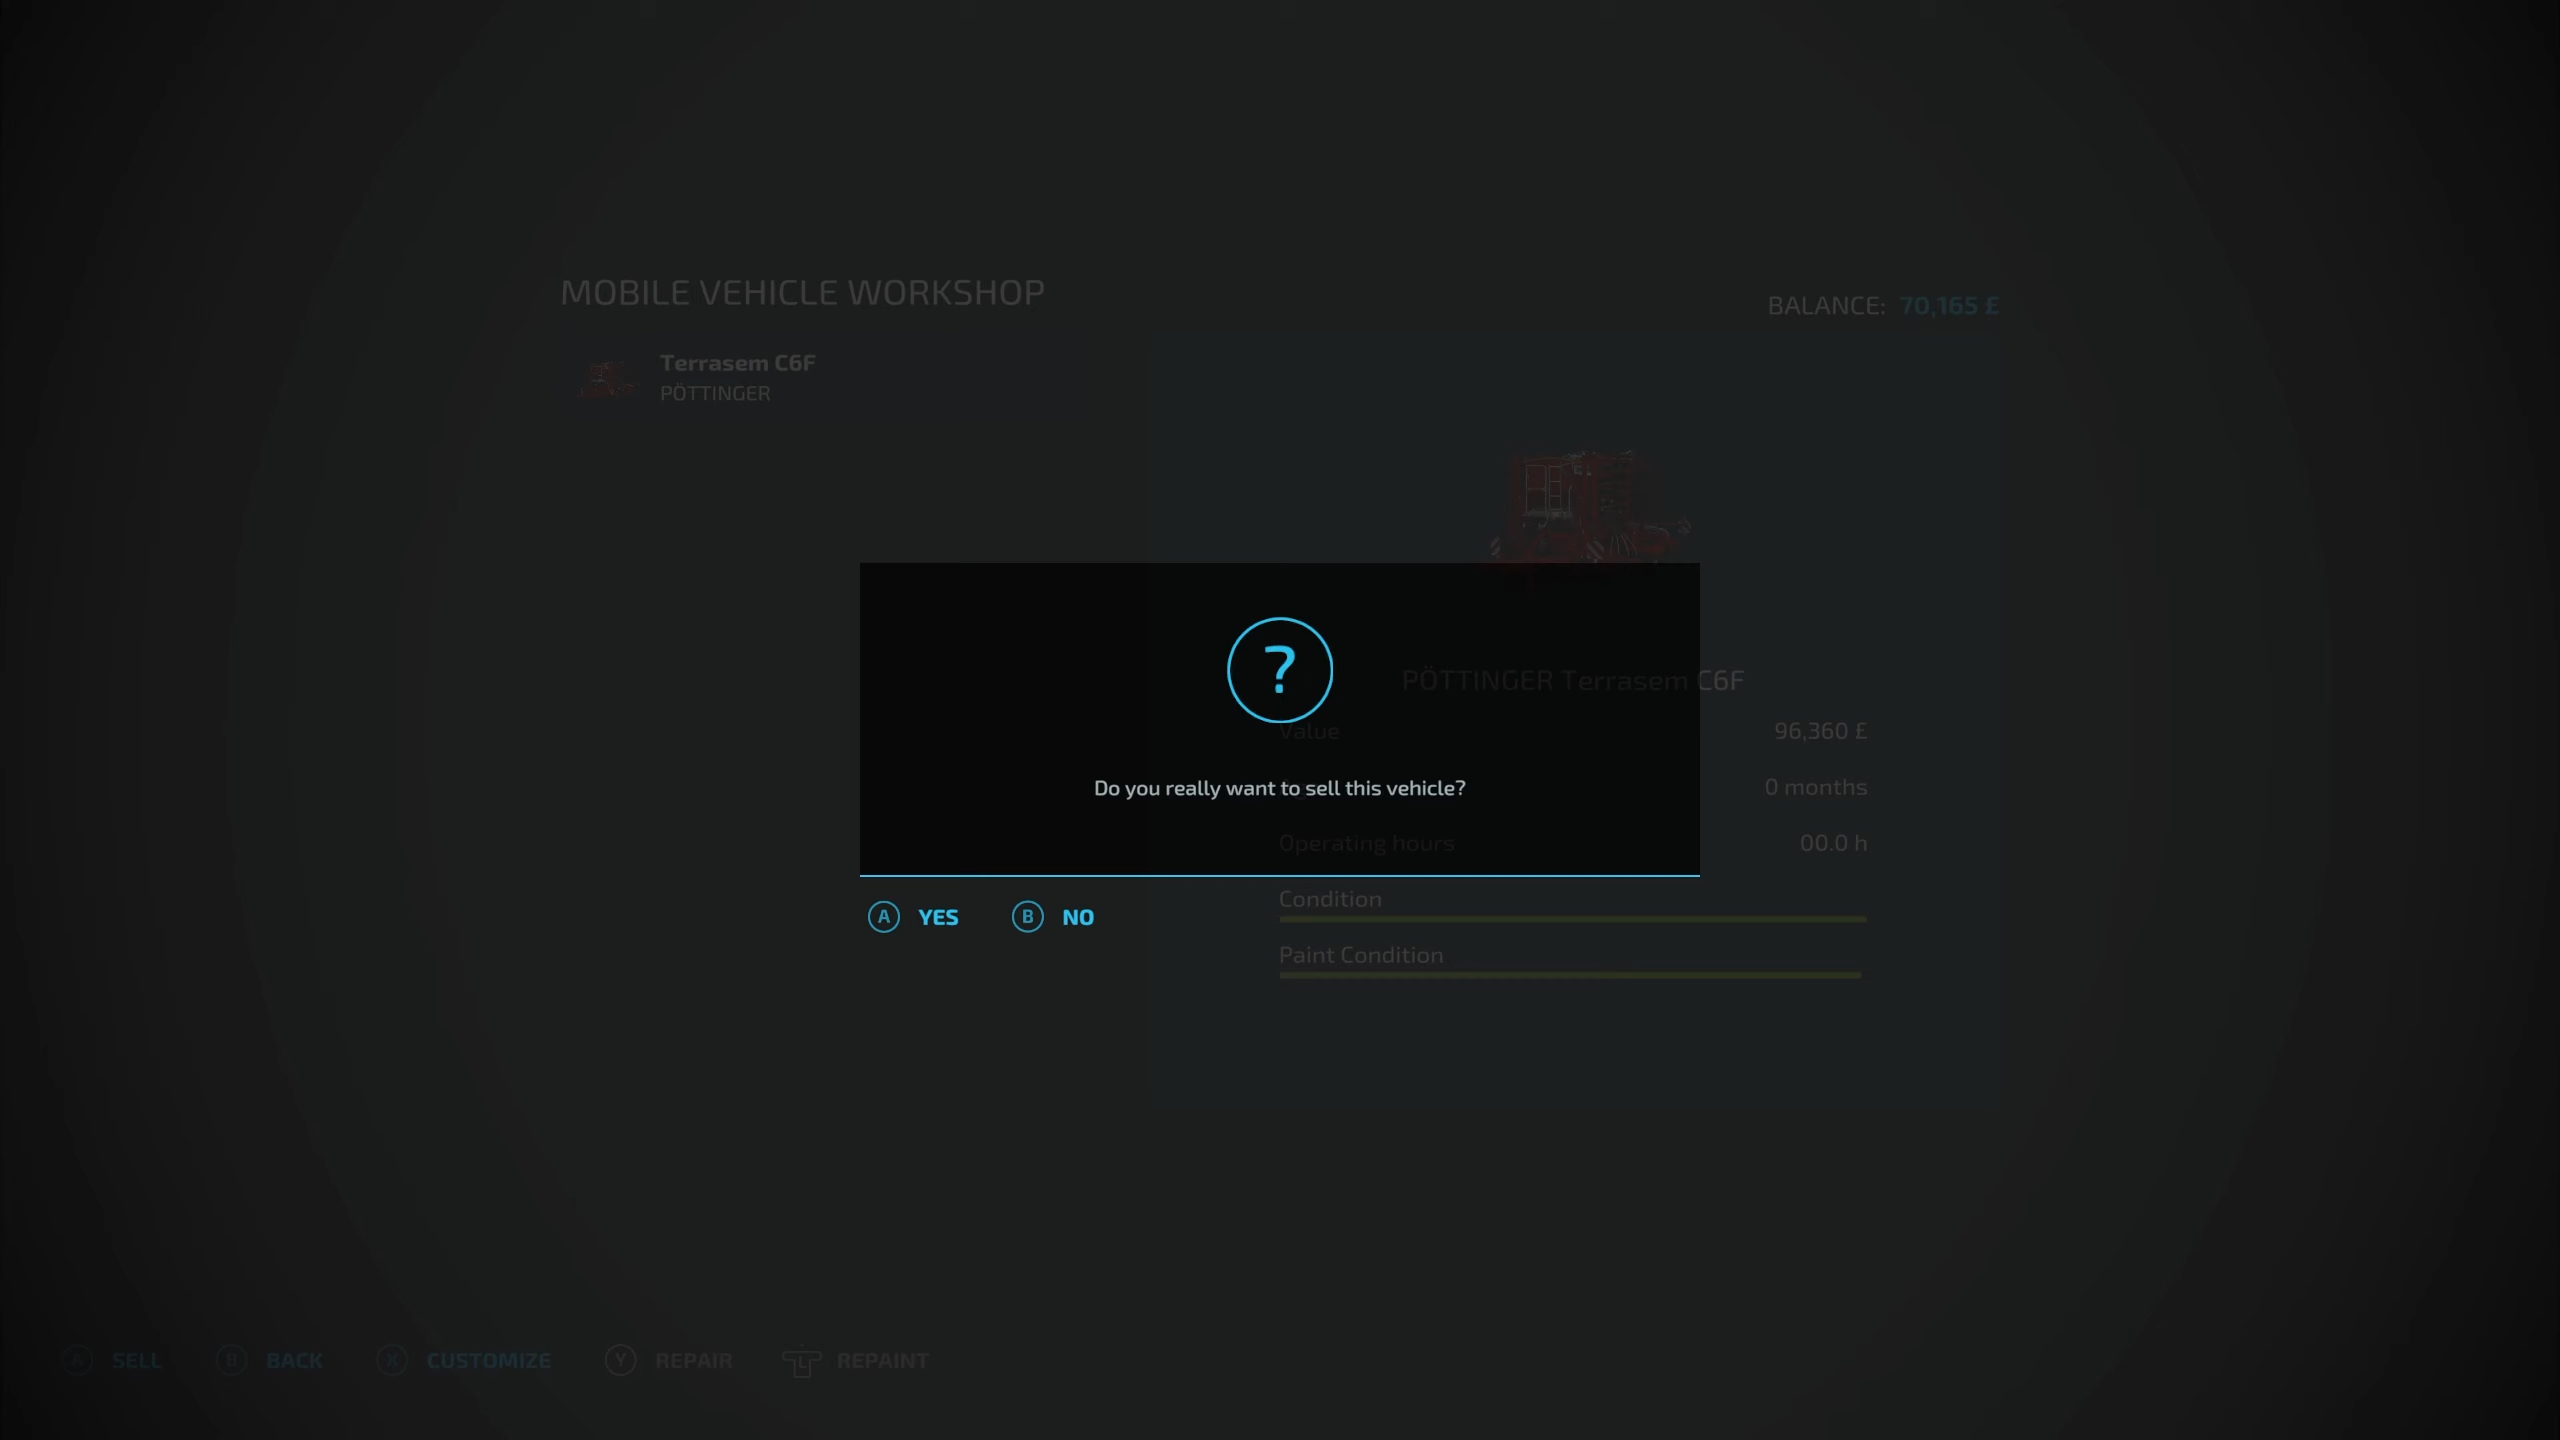 MOBILE VEHICLE WORKSHOP
BALANCE: 70,165 £
Terrasem C6F
PÖTTINGER
?
PÖTTINGER Terrasem C6F
Value 96,360 £
Do you really want to sell this vehicle?
0 months
Operating hours 00.0 h
Condition
A YES B NO
Paint Condition
A SELL B BACK X CUSTOMIZE Y REPAIR L REPAINT